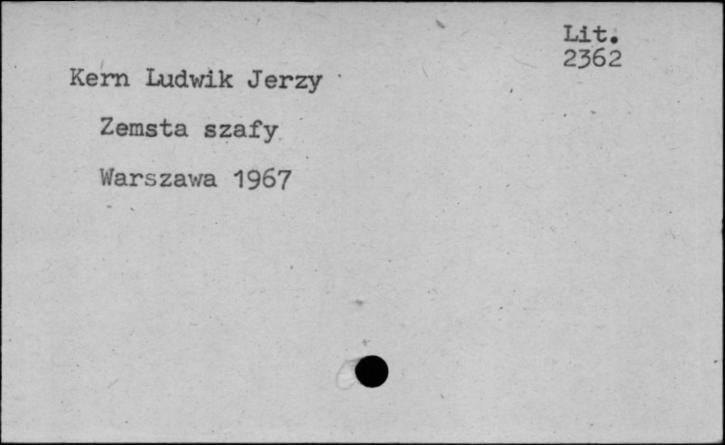 Lit.
2362
Kern Ludwik Jerzy
Zemsta szafy
Warszawa 1967